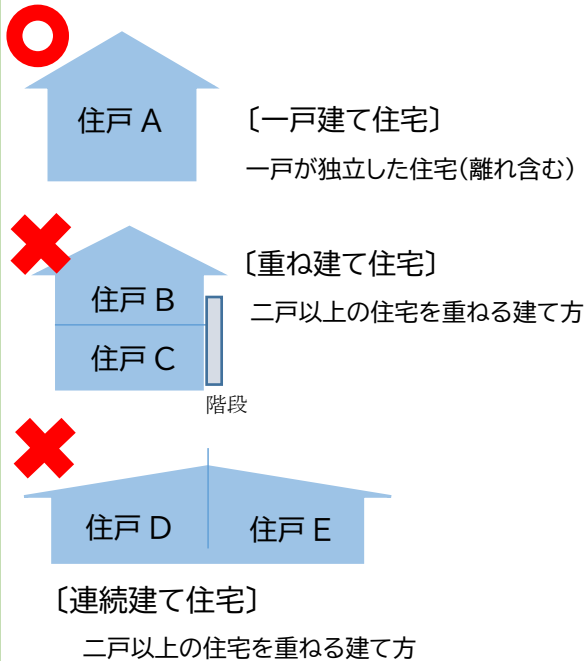 住戸 A
〔一戸建て住宅〕
一戸が独立した住宅(離れ含む)
住戸 B
住戸 C
階段
〔重ね建て住宅〕
二戸以上の住宅を重ねる建て方
住戸 D
住戸 E
〔連続建て住宅〕
二戸以上の住宅を重ねる建て方